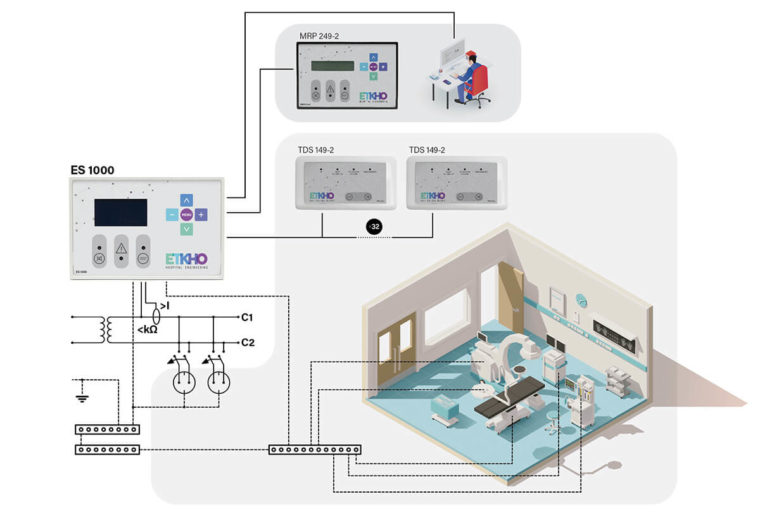 MRP 249-2
MENU
ETKHO
TDS 149-2
TDS 149-2
ES 1000
MENU
ETKHO
HOSPITAL ENGINEERING
ES 1000
ETKHO
ETKHO
32
>I
<kΩ
C1
C2